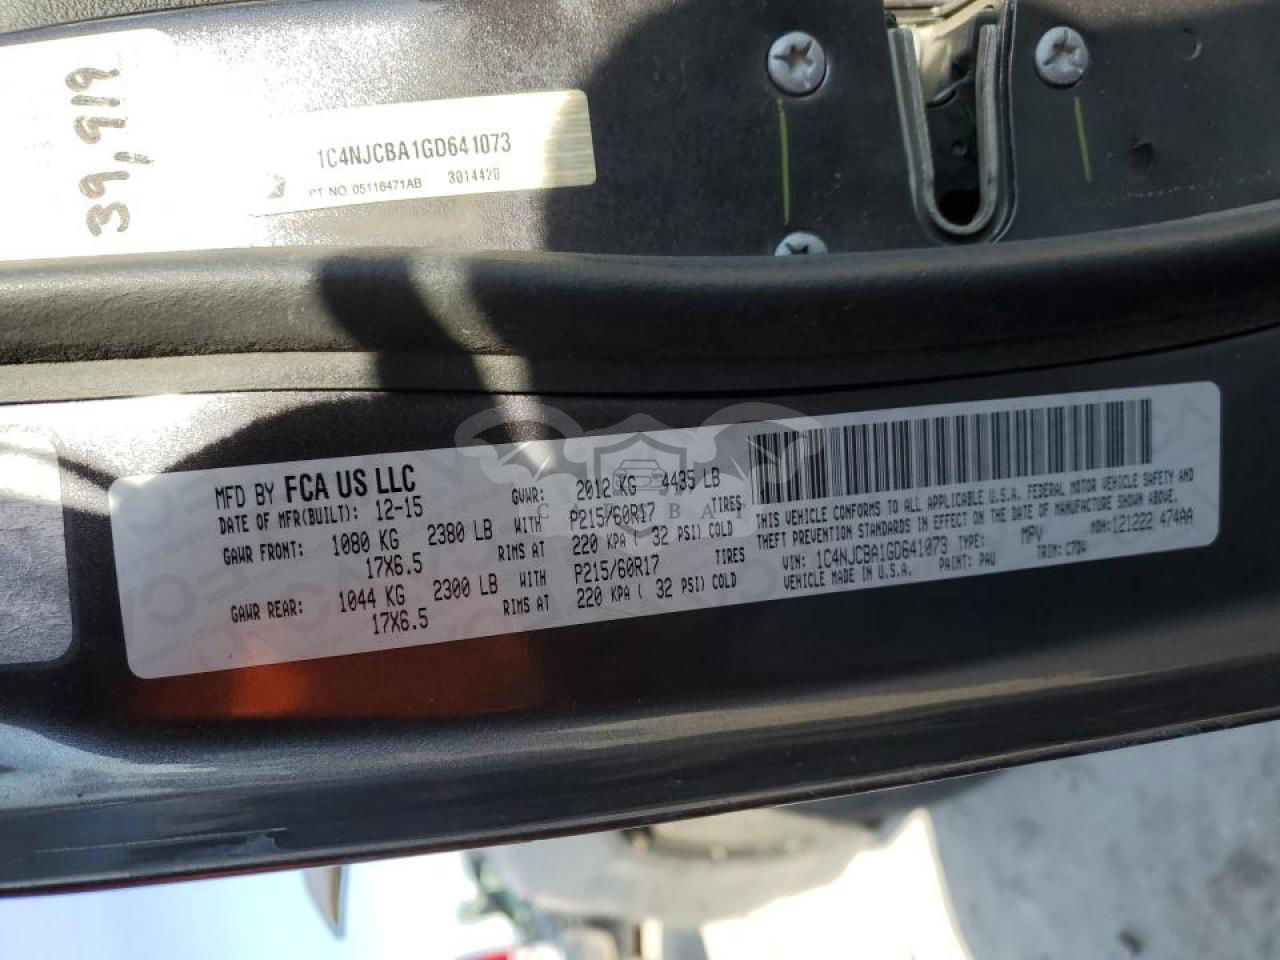 39,919
1C4NJCBA1GD641073
PT NO 05116471AB 3014420
MFD BY FCA US LLC
DATE OF MFR(BUILT): 12-15 GVWR: 2012 KG 4435 LB
GAWR FRONT: 1080 KG 2380 LB WITH P215/60R17 TIRES
17X6.5 RIMS AT 220 KPA ( 32 PSI) COLD
GAWR REAR: 1044 KG 2300 LB WITH P215/60R17 TIRES
17X6.5 RIMS AT 220 KPA ( 32 PSI) COLD
THIS VEHICLE CONFORMS TO ALL APPLICABLE U.S.A. FEDERAL MOTOR VEHICLE SAFETY AND
THEFT PREVENTION STANDARDS IN EFFECT ON THE DATE OF MANUFACTURE SHOWN ABOVE.
VIN: 1C4NJCBA1GD641073 TYPE: MPV MDH:121222 474AA
VEHICLE MADE IN U.S.A. PAINT: PAU TRIM: